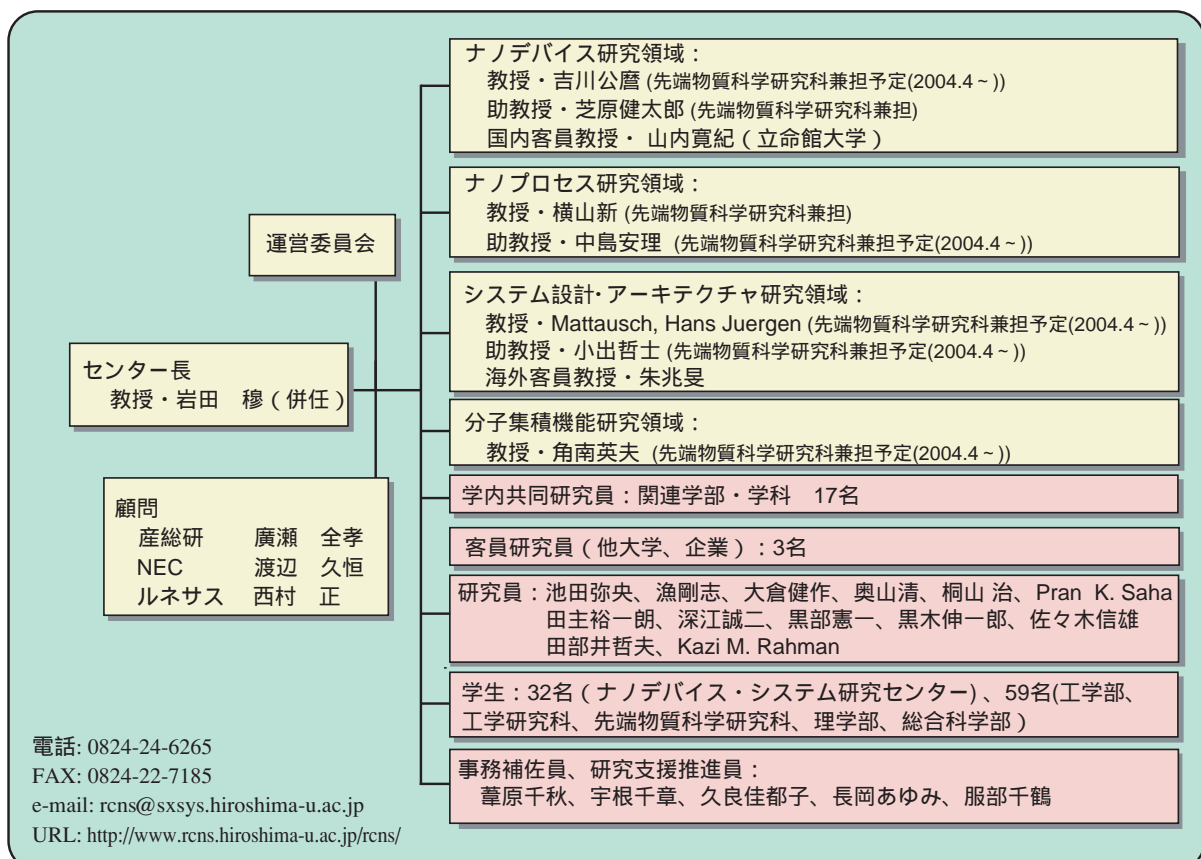 運営委員会
センター長
教授・岩田　穆（併任）
顧問
産総研　廣瀬　全孝
NEC　渡辺　久恒
ルネサス　西村　正
ナノデバイス研究領域：
教授・吉川公麿 (先端物質科学研究科兼担予定(2004.4～))
助教授・芝原健太郎 (先端物質科学研究科兼担)
国内客員教授・ 山内寛紀（立命館大学）
ナノプロセス研究領域：
教授・横山新 (先端物質科学研究科兼担)
助教授・中島安理 (先端物質科学研究科兼担予定(2004.4～))
システム設計・アーキテクチャ研究領域：
教授・Mattausch, Hans Juergen (先端物質科学研究科兼担予定(2004.4～))
助教授・小出哲士 (先端物質科学研究科兼担予定(2004.4～))
海外客員教授・朱兆旻
分子集積機能研究領域：
教授・角南英夫 (先端物質科学研究科兼担予定(2004.4～))
学内共同研究員：関連学部・学科　17名
客員研究員（他大学、企業）：3名
研究員：池田弥央、漁剛志、大倉健作、奥山清、桐山 治、Pran K. Saha
田主裕一朗、深江誠二、黒部憲一、黒木伸一郎、佐々木信雄
田部井哲夫、Kazi M. Rahman
学生：32名（ナノデバイス・システム研究センター)、59名(工学部、
工学研究科、先端物質科学研究科、理学部、総合科学部）
事務補佐員、研究支援推進員：
葦原千秋、宇根千章、久良佳都子、長岡あゆみ、服部千鶴
電話: 0824-24-6265
FAX: 0824-22-7185
e-mail: rcns@sxsys.hiroshima-u.ac.jp
URL: http://www.rcns.hiroshima-u.ac.jp/rcns/